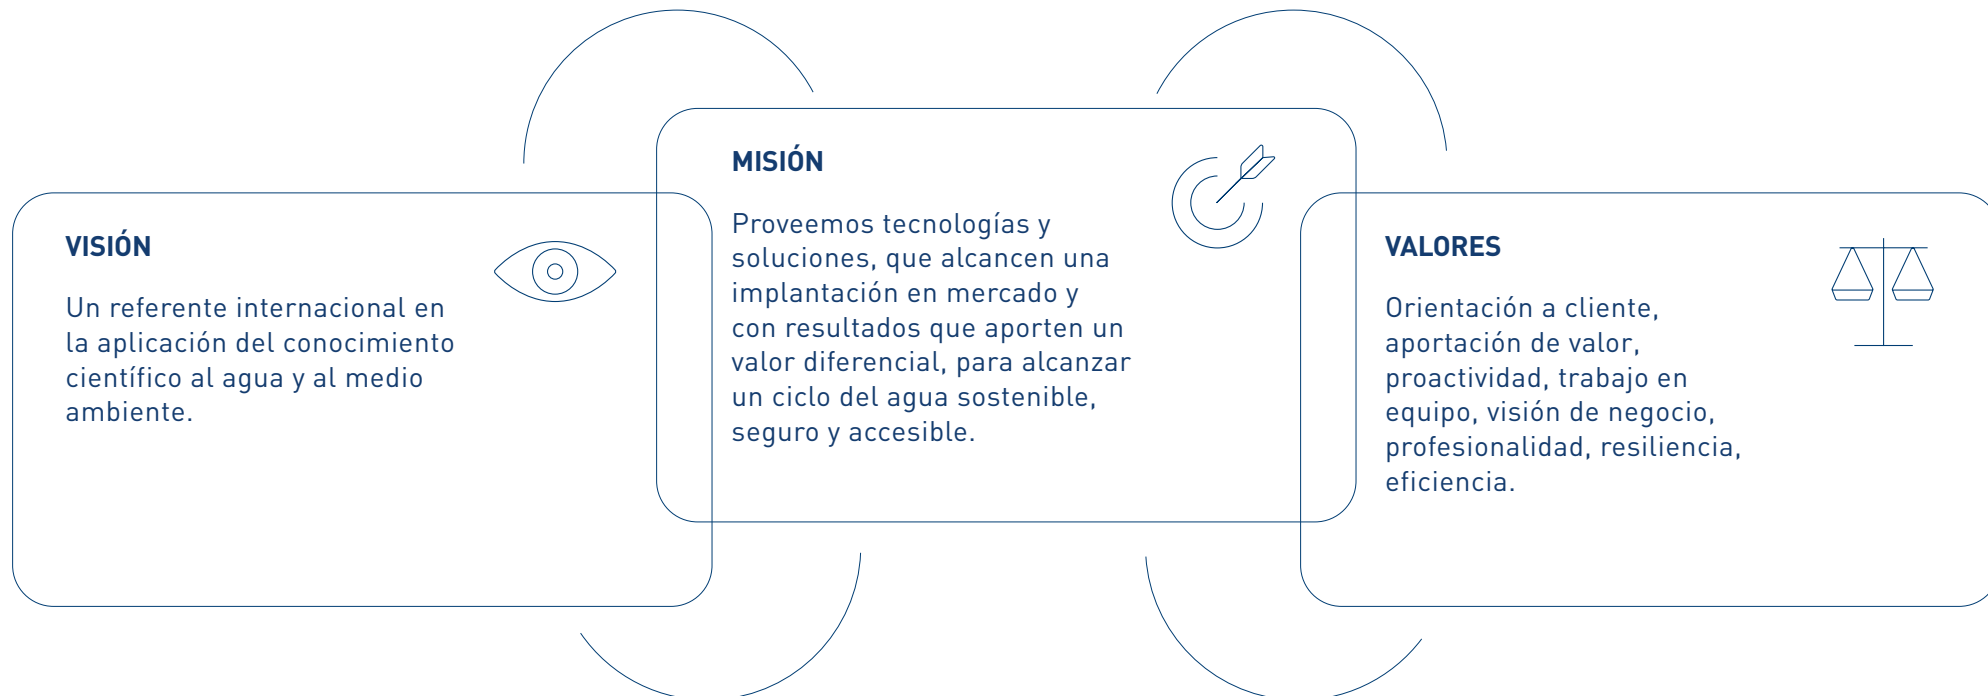 VISIÓN
Un referente internacional en
la aplicación del conocimiento
científico al agua y al medio
ambiente.
MISIÓN
Proveemos tecnologías y
soluciones, que alcancen una
implantación en mercado y
con resultados que aporten un
valor diferencial, para alcanzar
un ciclo del agua sostenible,
seguro y accesible.
VALORES
Orientación a cliente,
aportación de valor,
proactividad, trabajo en
equipo, visión de negocio,
profesionalidad, resiliencia,
eficiencia.